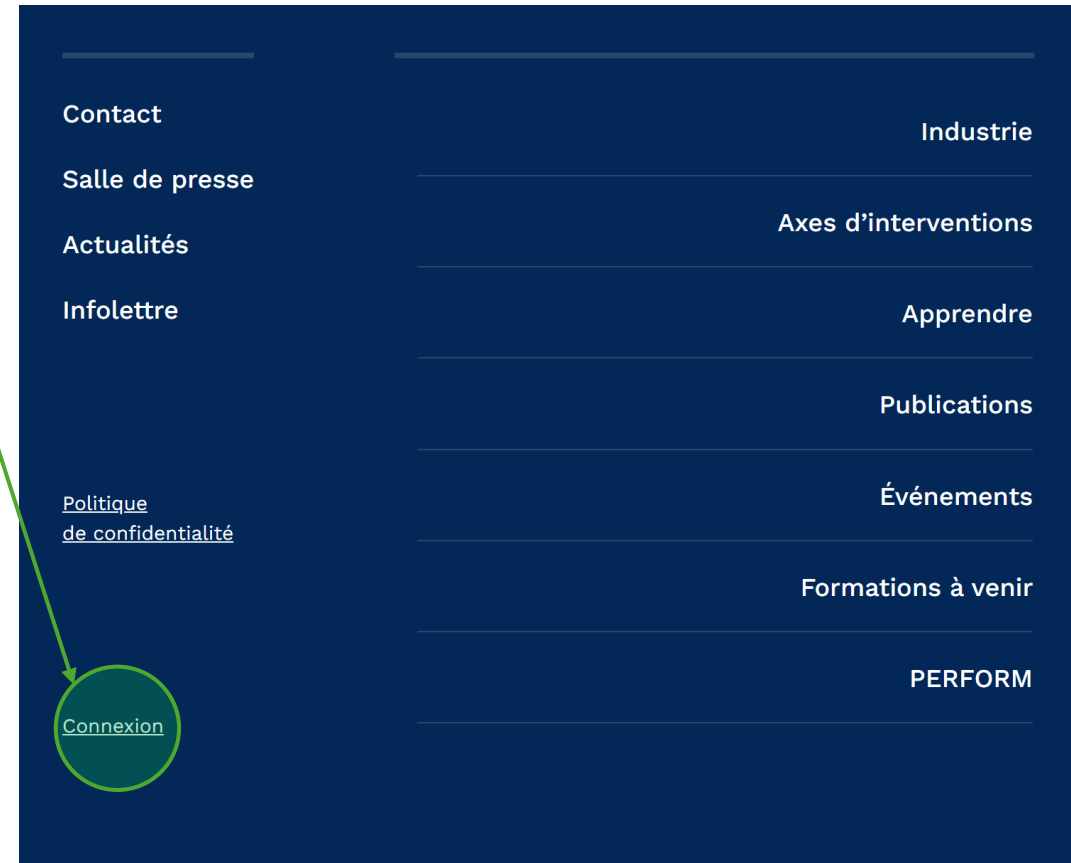 Contact
Salle de presse
Actualités
Infolettre
Politique
de confidentialité
Connexion
Industrie
Axes d’interventions
Apprendre
Publications
Événements
Formations à venir
PERFORM